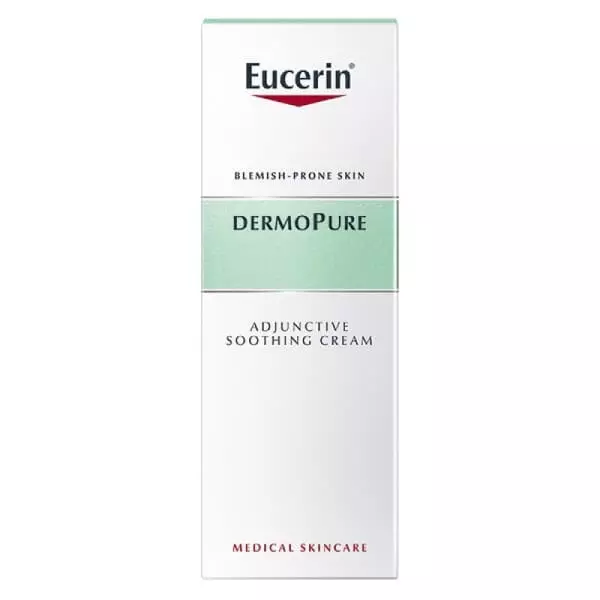 Eucerin®
BLEMISH-PRONE SKIN
DERMOPURE
ADJUNCTIVE
SOOTHING CREAM
MEDICAL SKINCARE